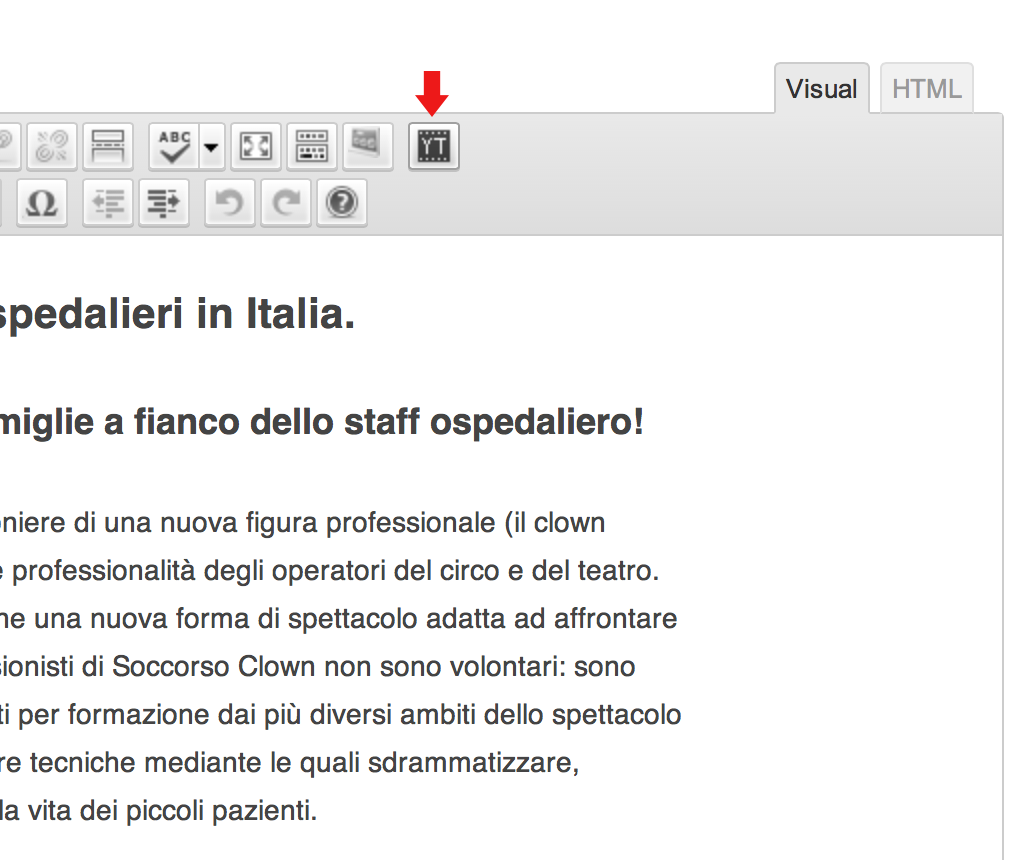 Visual HTML
ABC YT
Ω ?
spedalieri in Italia.
miglie a fianco dello staff ospedaliero!
niere di una nuova figura professionale (il clown
e professionalità degli operatori del circo e del teatro.
ne una nuova forma di spettacolo adatta ad affrontare
sionisti di Soccorso Clown non sono volontari: sono
ti per formazione dai più diversi ambiti dello spettacolo
re tecniche mediante le quali sdrammatizzare,
la vita dei piccoli pazienti.